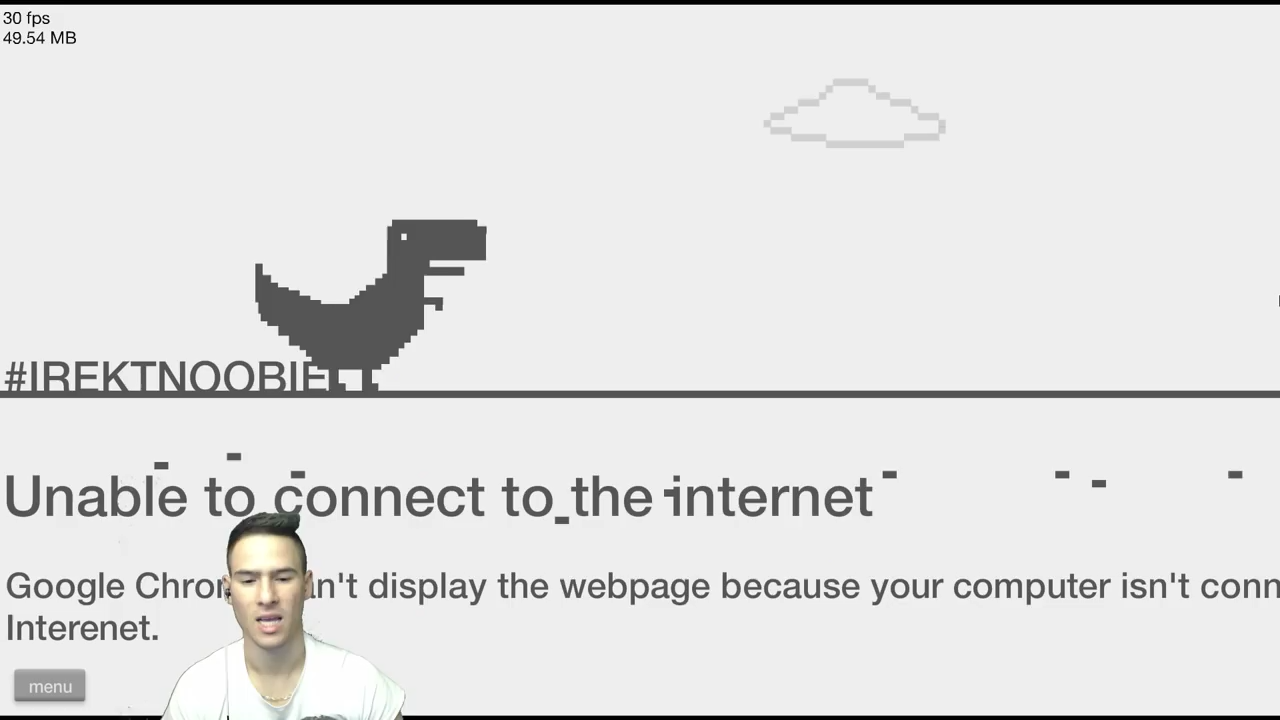 30 fps
49.54 MB
#IREKTNOOBIE
Unable to connect to the internet
Google Chro n't display the webpage because your computer isn't conn
Interenet.
menu